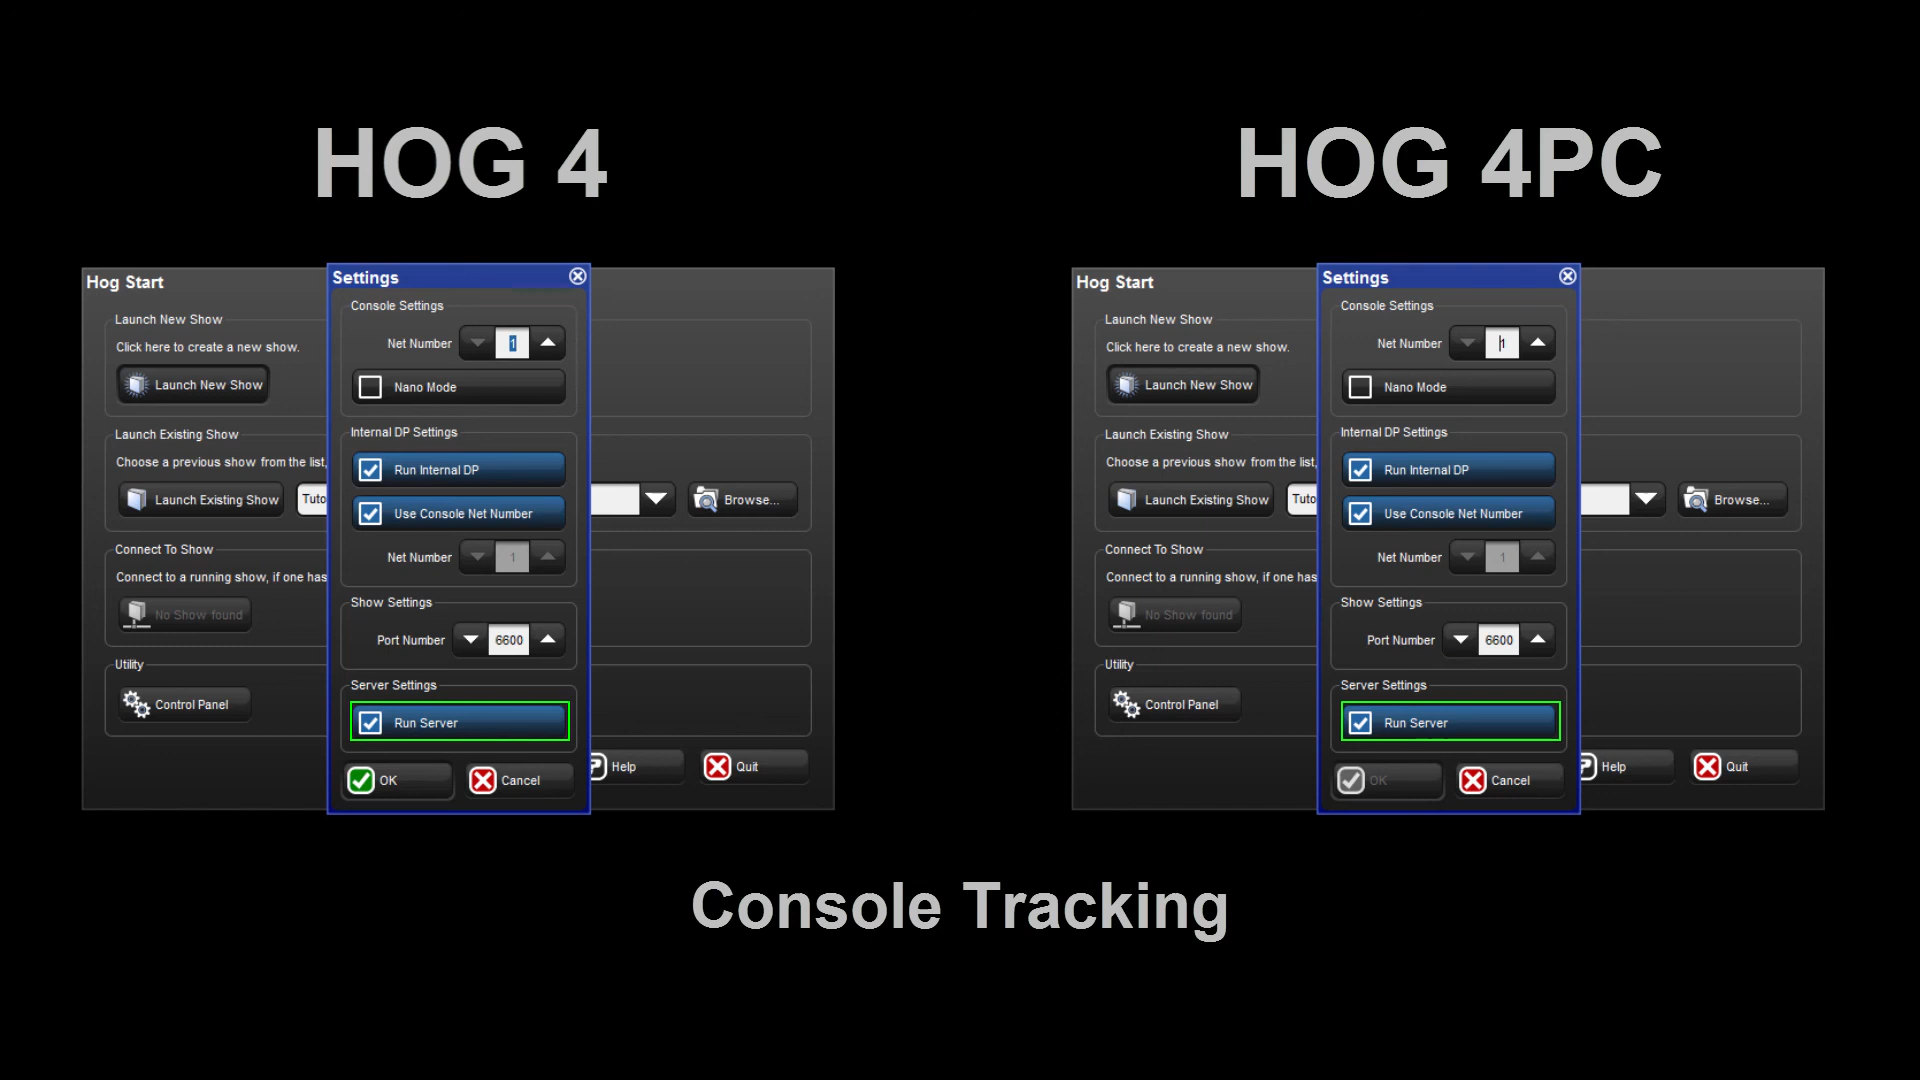 HOG 4
HOG 4PC
Hog Start
Settings
Launch New Show
Click here to create a new show.
Launch New Show
Console Settings
Net Number 1
Nano Mode
Launch Existing Show
Choose a previous show from the list,
Launch Existing Show Tuto
Browse...
Internal DP Settings
Run Internal DP
Use Console Net Number
Net Number 1
Connect To Show
Connect to a running show, if one has
No Show found
Show Settings
Port Number 6600
Utility
Control Panel
Server Settings
Run Server
OK
Cancel
Help
Quit
Hog Start
Settings
Launch New Show
Click here to create a new show.
Launch New Show
Console Settings
Net Number 1
Nano Mode
Launch Existing Show
Choose a previous show from the list,
Launch Existing Show Tuto
Browse...
Internal DP Settings
Run Internal DP
Use Console Net Number
Net Number 1
Connect To Show
Connect to a running show, if one has
No Show found
Show Settings
Port Number 6600
Utility
Control Panel
Server Settings
Run Server
OK
Cancel
Help
Quit
Console Tracking